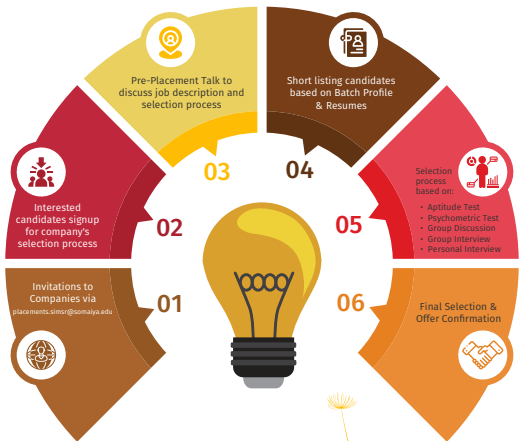 Invitations to
Companies via
placements.simsr@somaiya.edu
01
Interested
candidates signup
for company's
selection process
02
Pre-Placement Talk to
discuss job description and
selection process
03
Short listing candidates
based on Batch Profile
& Resumes
04
Selection
process
based on:
• Aptitude Test
• Psychometric Test
• Group Discussion
• Group Interview
• Personal Interview
05
Final Selection &
Offer Confirmation
06